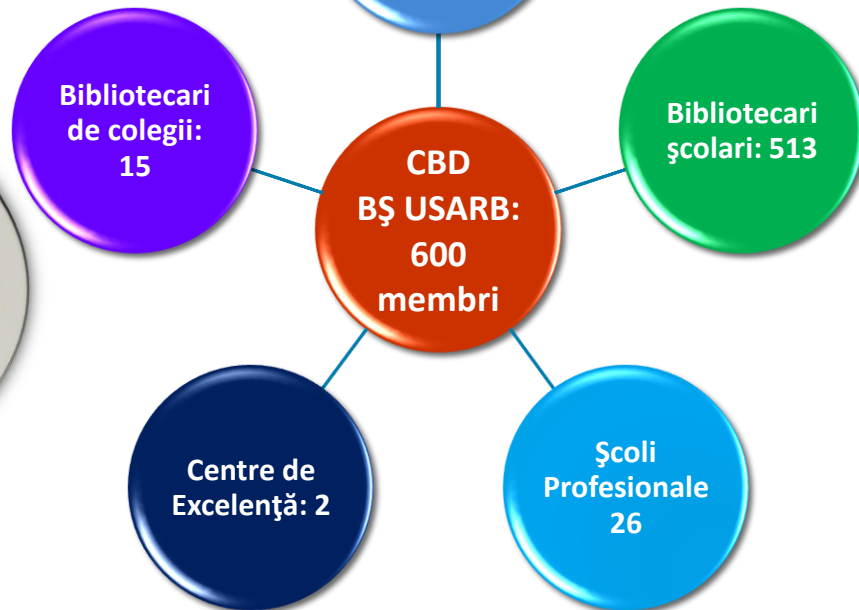 Bibliotecari
de colegii:
15
Bibliotecari
şcolari: 513
CBD
BŞ USARB:
600
membri
Centre de
Excelenţă: 2
Şcoli
Profesionale
26